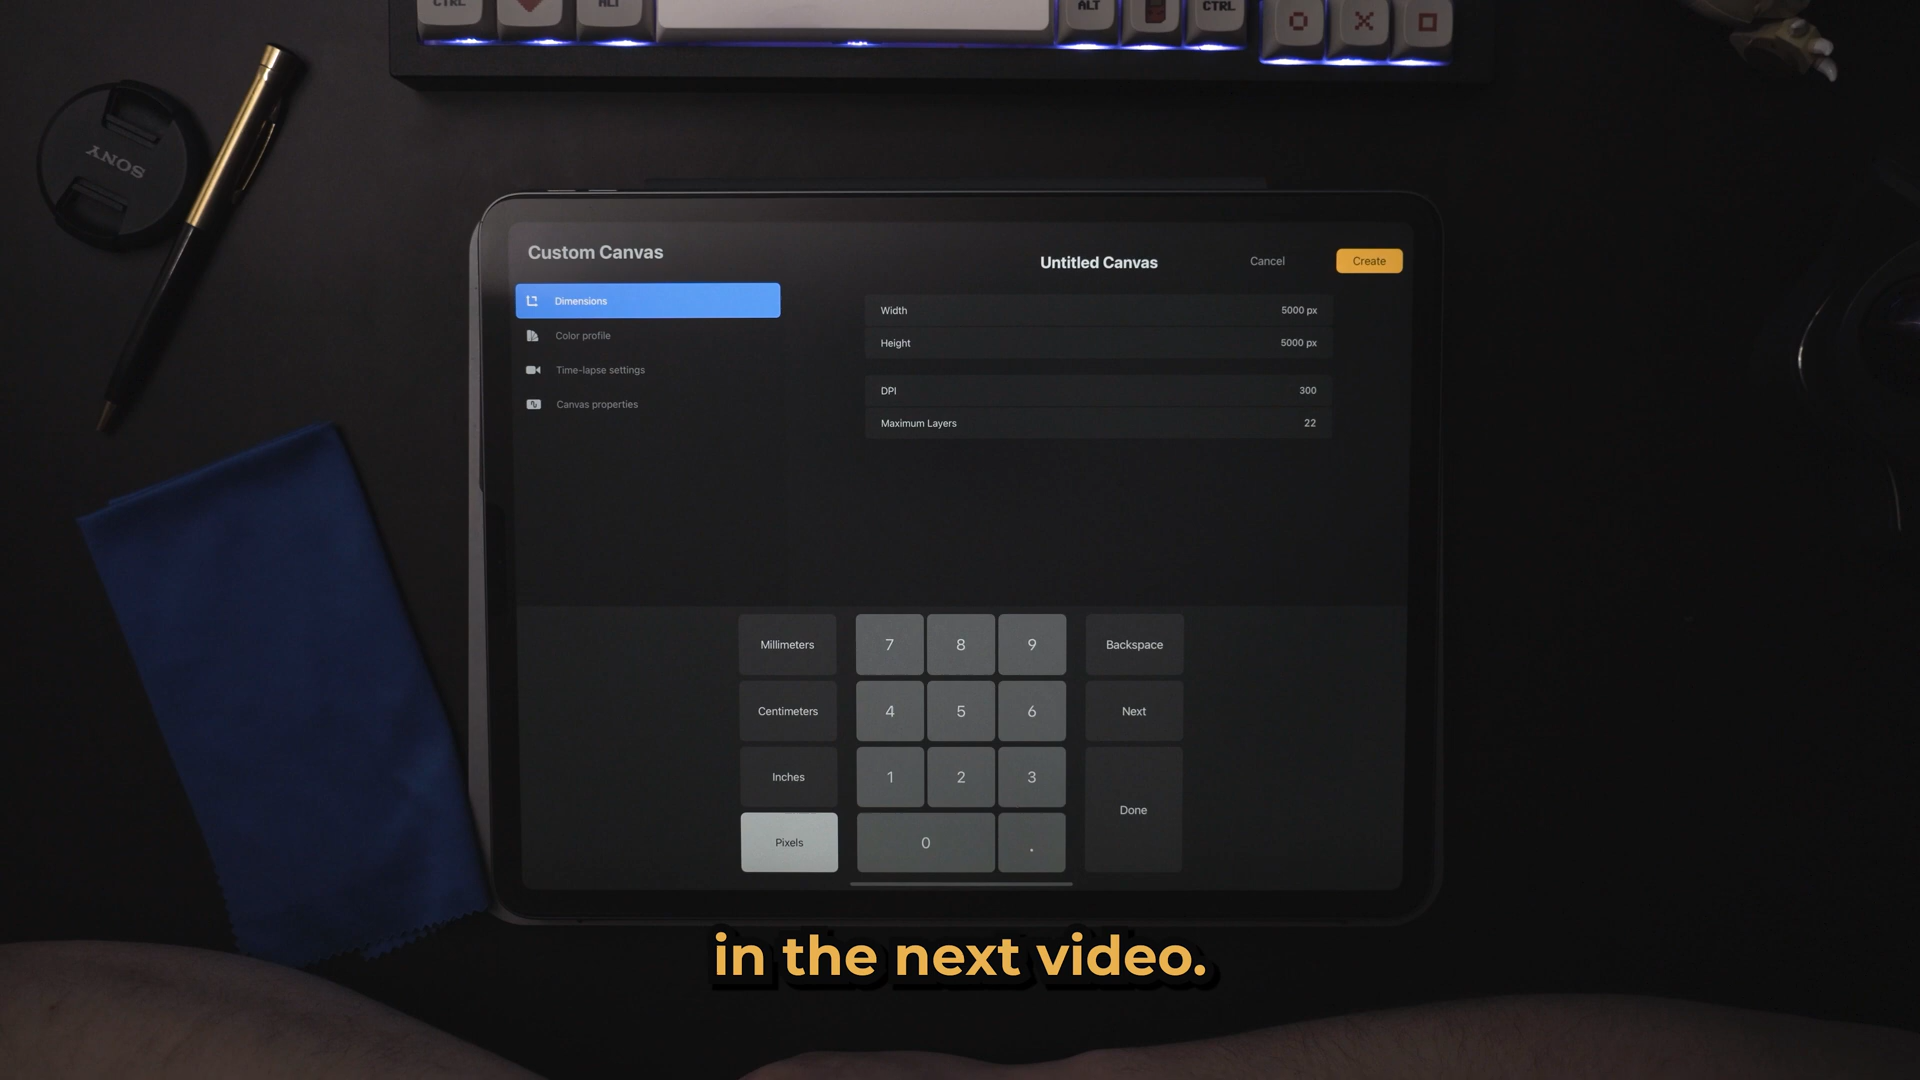 CTRL
ALT
ALT
CTRL
SONY
Custom Canvas
Untitled Canvas
Cancel
Create
Dimensions
Color profile
Time-lapse settings
Canvas properties
Width 5000 px
Height 5000 px
DPI 300
Maximum Layers 22
Millimeters 7 8 9 Backspace
Centimeters 4 5 6 Next
Inches 1 2 3
Done
Pixels 0 .
in the next video.